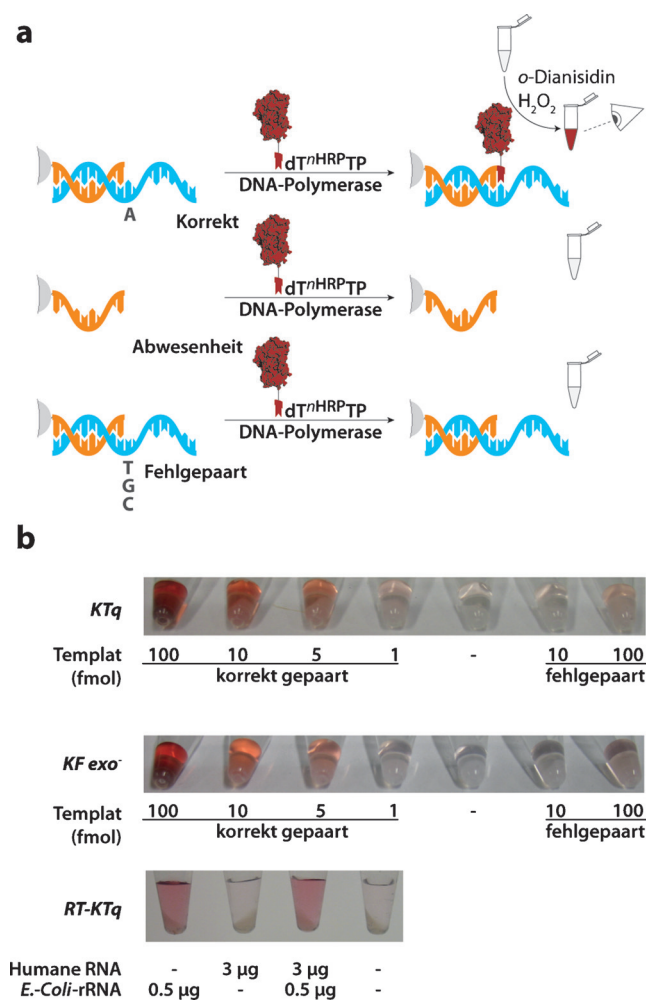 a
o-Dianisidin
H₂O₂
dTⁿᴴᴿᴾTP
DNA-Polymerase
A
Korrekt
dTⁿᴴᴿᴾTP
DNA-Polymerase
Abwesenheit
dTⁿᴴᴿᴾTP
DNA-Polymerase
T
G
C
Fehlgepaart
b
KTq
Templat 100 10 5 1 - 10 100
(fmol) korrekt gepaart fehlgepaart
KF exo⁻
Templat 100 10 5 1 - 10 100
(fmol) korrekt gepaart fehlgepaart
RT-KTq
Humane RNA - 3 µg 3 µg -
E.-Coli-rRNA 0.5 µg - 0.5 µg -